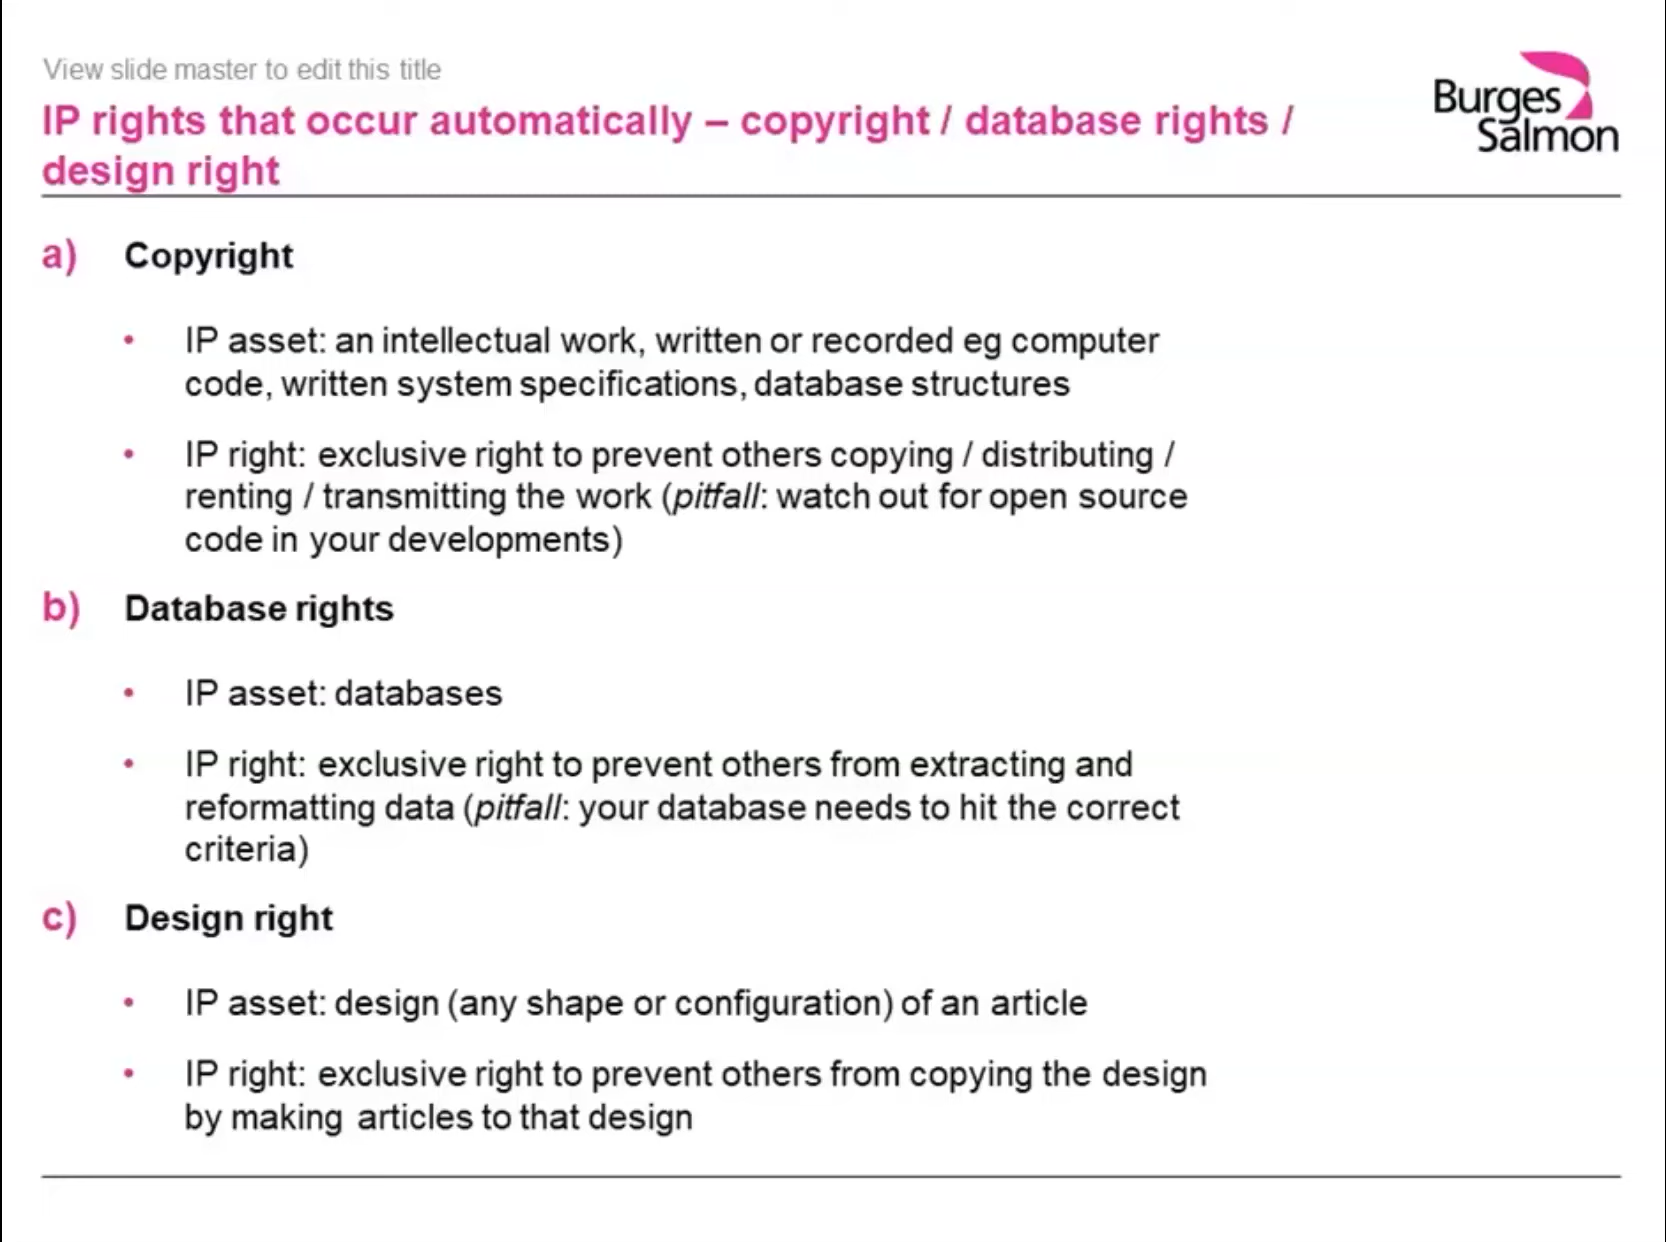 View slide master to edit this title
IP rights that occur automatically – copyright / database rights /
design right
Burges
Salmon
a) Copyright
• IP asset: an intellectual work, written or recorded eg computer
code, written system specifications, database structures
• IP right: exclusive right to prevent others copying / distributing /
renting / transmitting the work (pitfall: watch out for open source
code in your developments)
b) Database rights
• IP asset: databases
• IP right: exclusive right to prevent others from extracting and
reformatting data (pitfall: your database needs to hit the correct
criteria)
c) Design right
• IP asset: design (any shape or configuration) of an article
• IP right: exclusive right to prevent others from copying the design
by making articles to that design